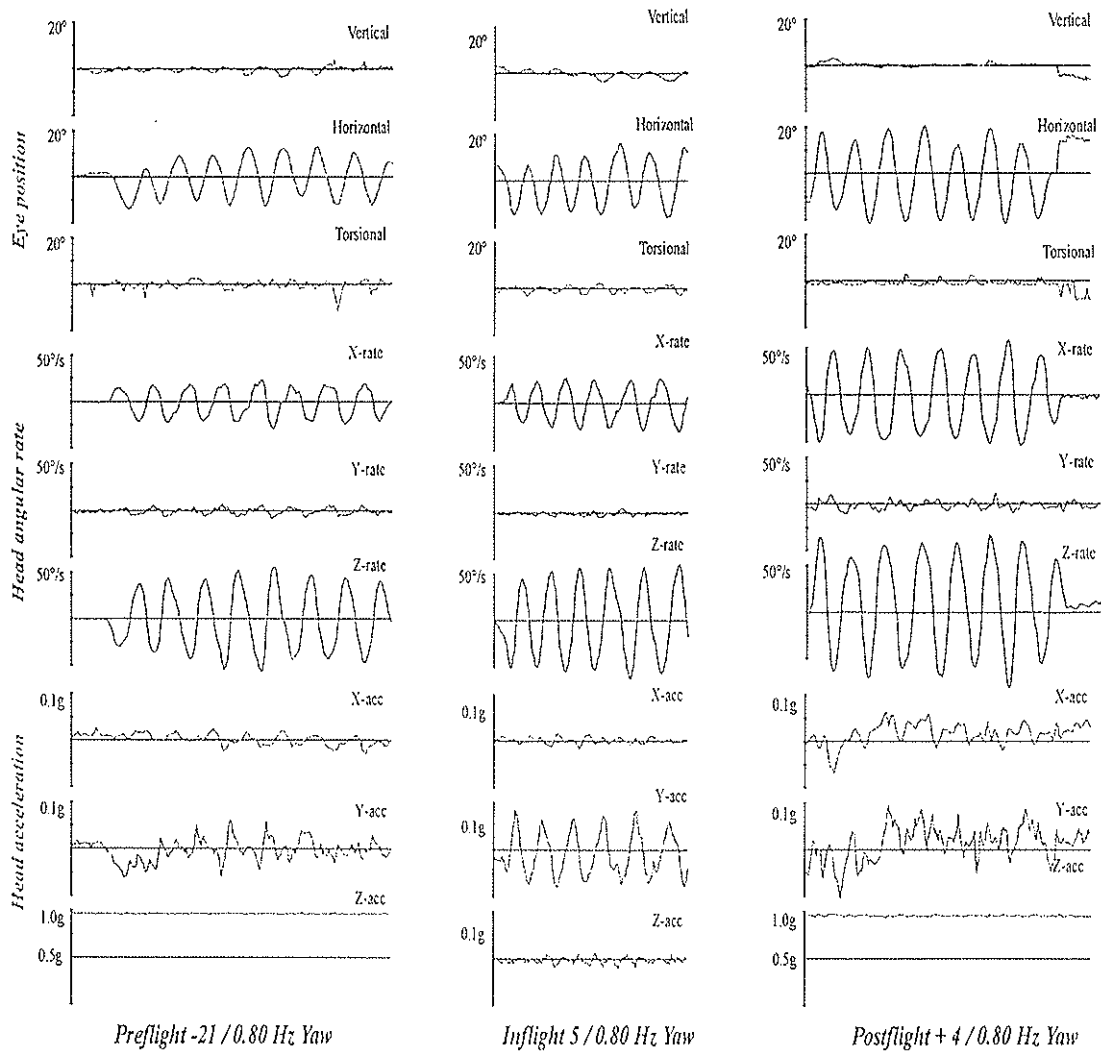 Eye position
Head angular rate
Head acceleration
20° Vertical
20° Horizontal
20° Torsional
50°/s X-rate
50°/s Y-rate
50°/s Z-rate
0.1g X-acc
0.1g Y-acc
Z-acc
1.0g
0.5g
Preflight -21 / 0.80 Hz Yaw
20° Vertical
20° Horizontal
20° Torsional
50°/s X-rate
50°/s Y-rate
50°/s Z-rate
0.1g X-acc
0.1g Y-acc
0.1g Z-acc
Inflight 5 / 0.80 Hz Yaw
20° Vertical
20° Horizontal
20° Torsional
50°/s X-rate
50°/s Y-rate
50°/s Z-rate
0.1g X-acc
0.1g Y-acc
Z-acc
1.0g
0.5g
Postflight + 4 / 0.80 Hz Yaw